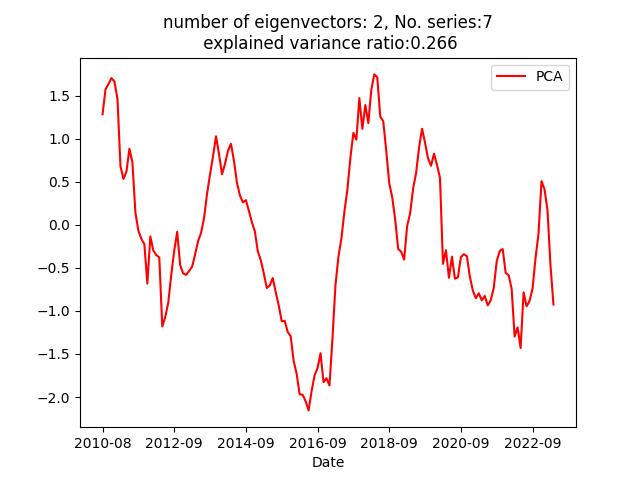 number of eigenvectors: 2, No. series:7
explained variance ratio:0.266
PCA
1.5
1.0
0.5
0.0
−0.5
−1.0
−1.5
−2.0
2010-08 2012-09 2014-09 2016-09 2018-09 2020-09 2022-09
Date